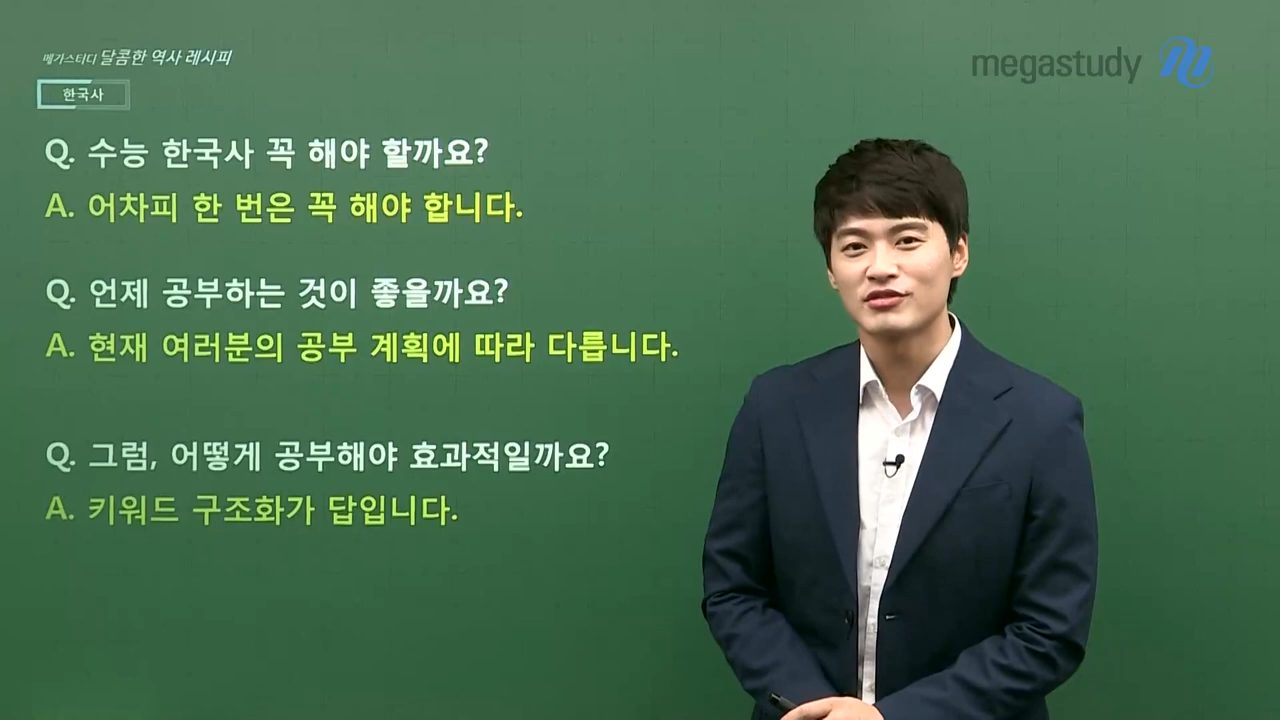 메가스터디 달콤한 역사 레시피
megastudy
한국사
Q. 수능 한국사 꼭 해야 할까요?
A. 어차피 한 번은 꼭 해야 합니다.
Q. 언제 공부하는 것이 좋을까요?
A. 현재 여러분의 공부 계획에 따라 다릅니다.
Q. 그럼, 어떻게 공부해야 효과적일까요?
A. 키워드 구조화가 답입니다.